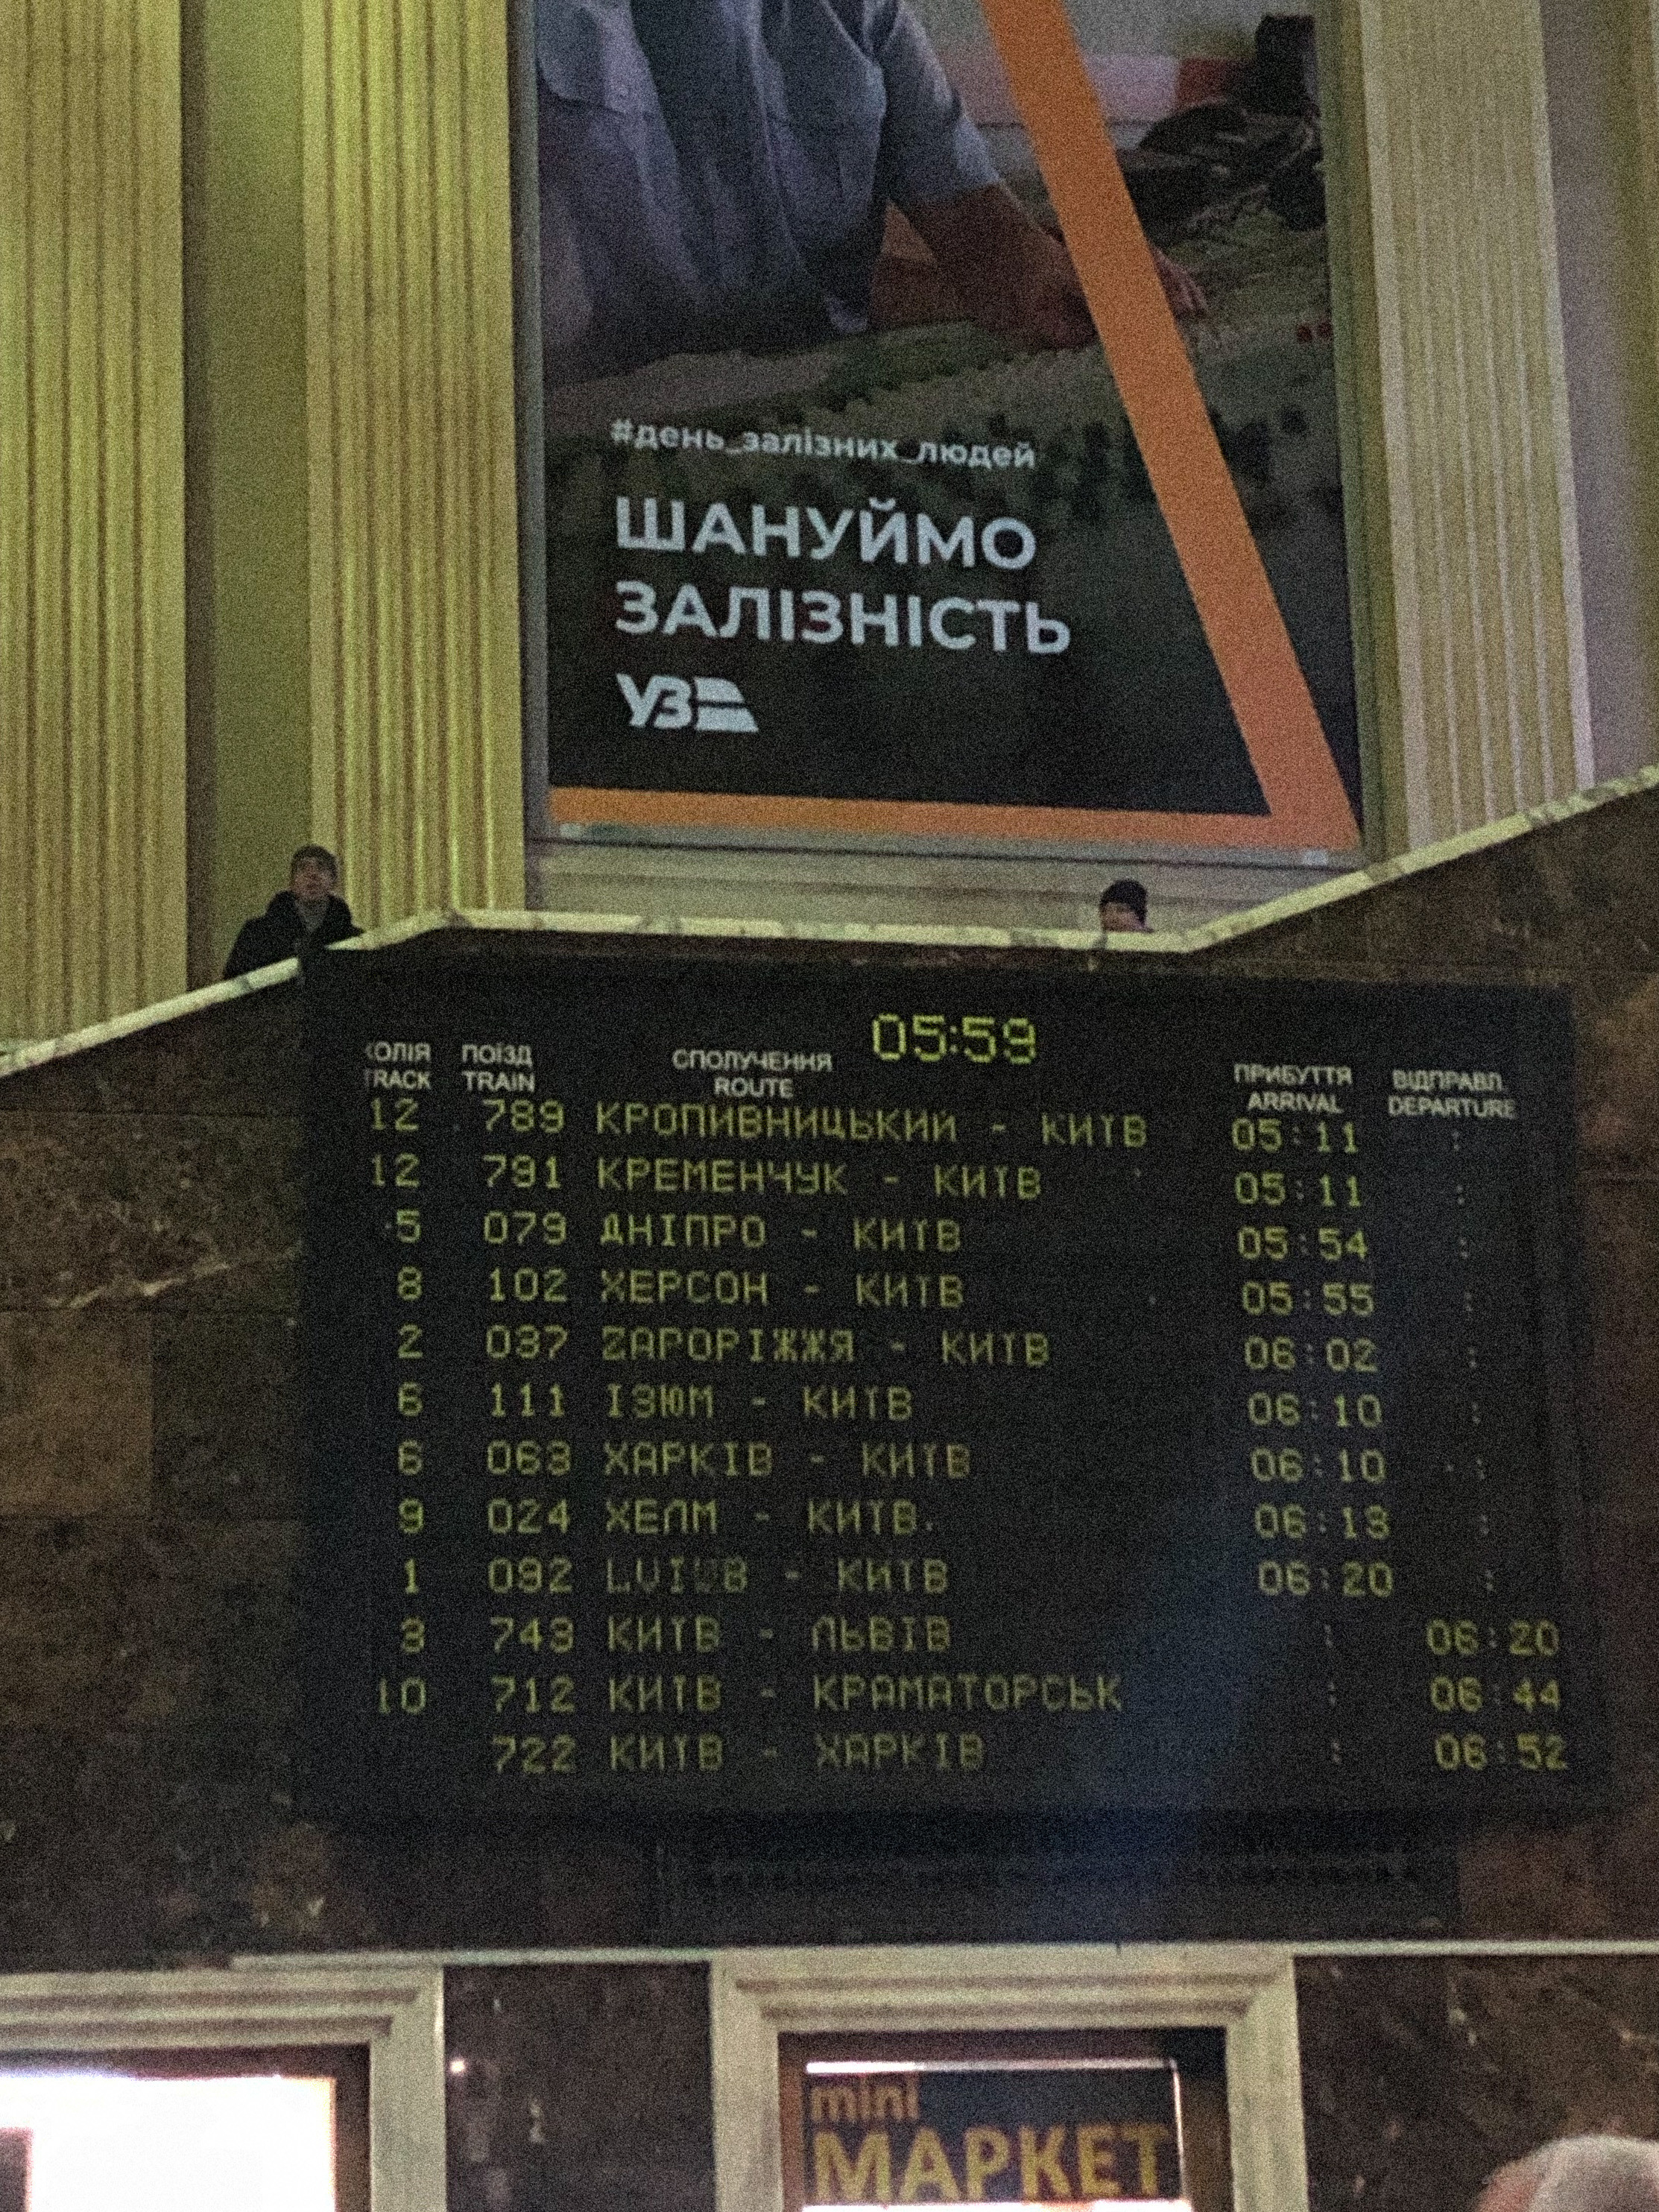 #день_залізних_людей
ШАНУЙМО
ЗАЛІЗНІСТЬ
УЗ
05:59
КОЛІЯ ПОЇЗД СПОЛУЧЕННЯ ПРИБУТТЯ ВІДПРАВЛ.
TRACK TRAIN ROUTE ARRIVAL DEPARTURE
12 789 КРОПИВНИЦЬКИЙ - КИЇВ 05:11 :
12 791 КРЕМЕНЧУК - КИЇВ 05:11 :
5 079 ДНІПРО - КИЇВ 05:54 :
8 102 ХЕРСОН - КИЇВ 05:55 :
2 037 ZАПОРІЖЖЯ - КИЇВ 06:02 :
6 111 ІЗЮМ - КИЇВ 06:10 :
6 063 ХАРКІВ - КИЇВ 06:10 :
9 024 ХЕЛМ - КИЇВ. 06:13 :
1 092 - КИЇВ 06:20 :
3 743 КИЇВ - ЛЬВІВ : 06:20
10 712 КИЇВ - КРАМАТОРСЬК : 06:44
722 КИЇВ - ХАРКІВ : 06:52
mini
МАРКЕТ